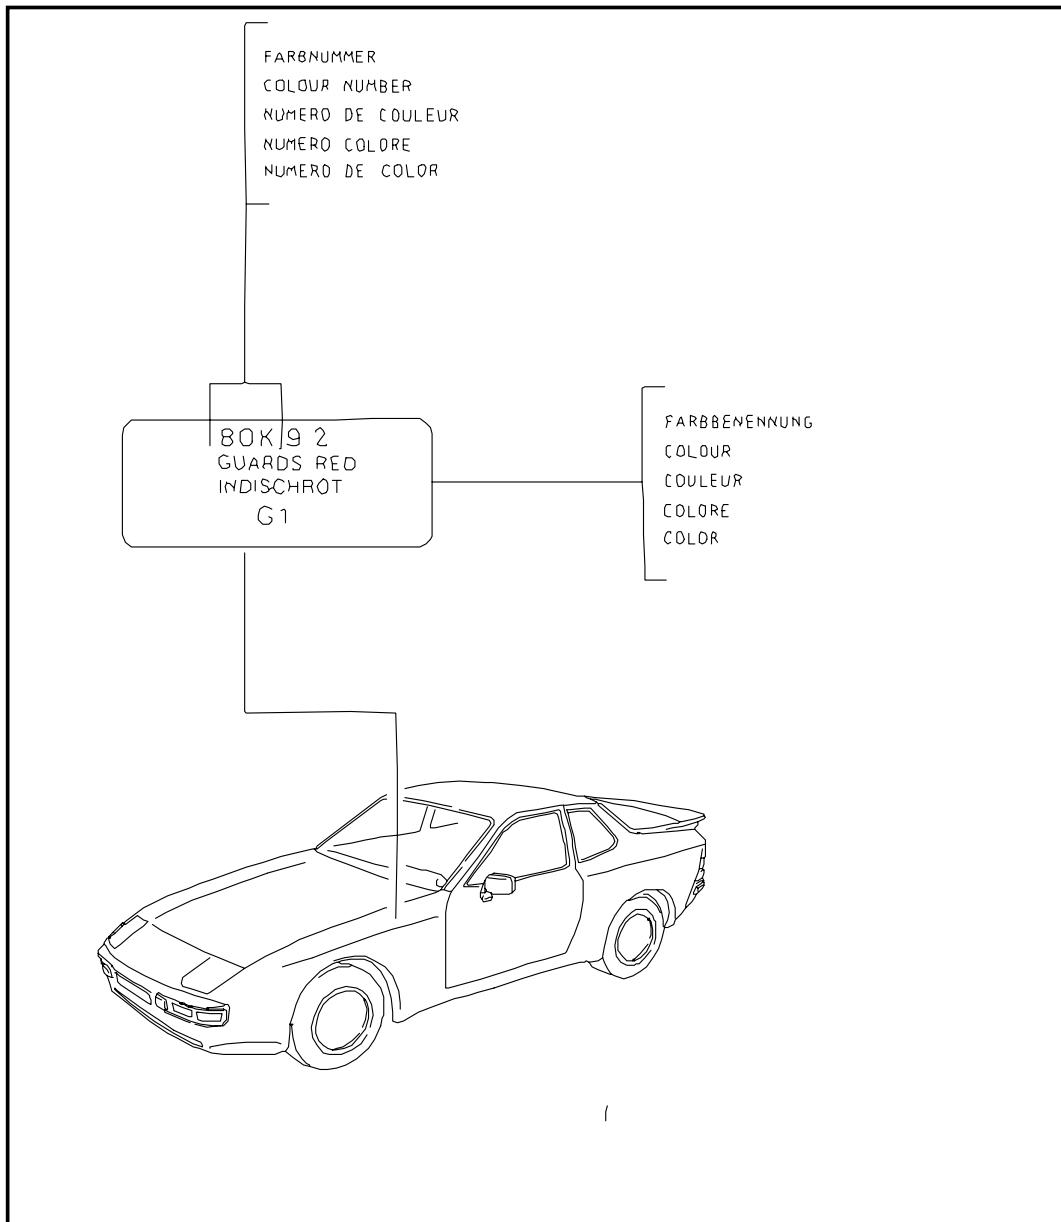 FARBNUMMER
COLOUR NUMBER
NUMERO DE COULEUR
NUMERO COLORE
NUMERO DE COLOR
80K 9 2
GUARDS RED
INDISCHROT
G1
FARBBENENNUNG
COLOUR
COULEUR
COLORE
COLOR